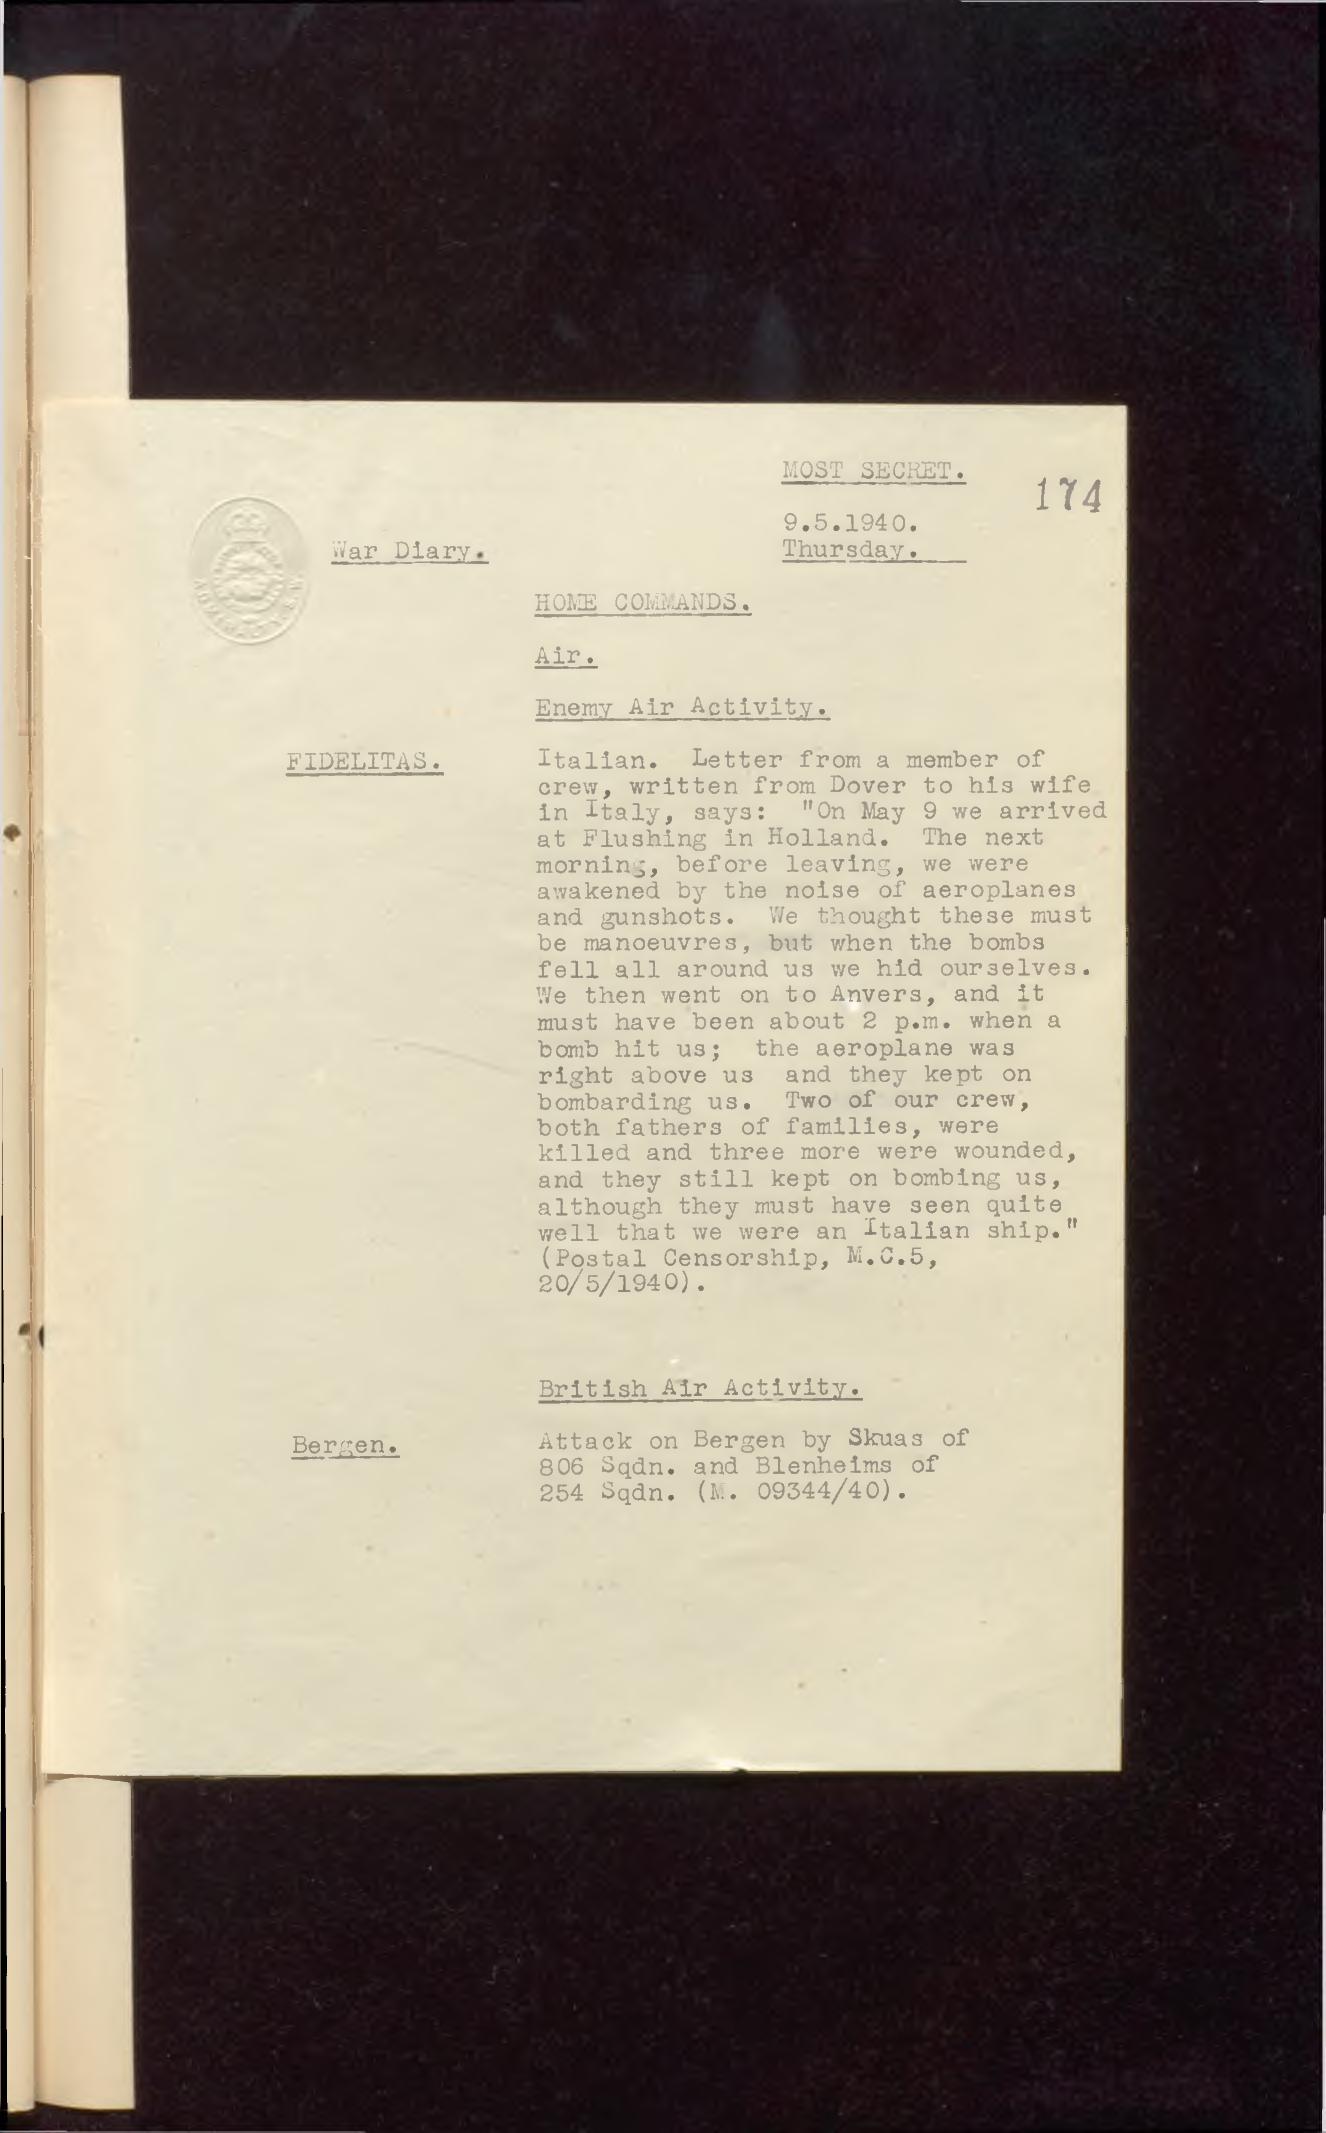 MOST SECRET.
174
9.5.1940.
War Diary.
Thursday.
HOME COMMANDS.
Air.
Enemy Air Activity.
FIDELITAS.
Italian. Letter from a member of
crew, written from Dover to his wife
in Italy, says: "On May 9 we arrived
at Flushing in Holland. The next
morning, before leaving, we were
awakened by the noise of aeroplanes
and gunshots. We thought these must
be manoeuvres, but when the bombs
fell all around us we hid ourselves.
We then went on to Anvers, and it
must have been about 2 p.m. when a
bomb hit us; the aeroplane was
right above us and they kept on
bombarding us. Two of our crew,
both fathers of families, were
killed and three more were wounded,
and they still kept on bombing us,
although they must have seen quite
well that we were an Italian ship."
(Postal Censorship, M.C.5,
20/5/1940).
British Air Activity.
Bergen.
Attack on Bergen by Skuas of
806 Sqdn. and Blenheims of
254 Sqdn. (M. 09344/40).